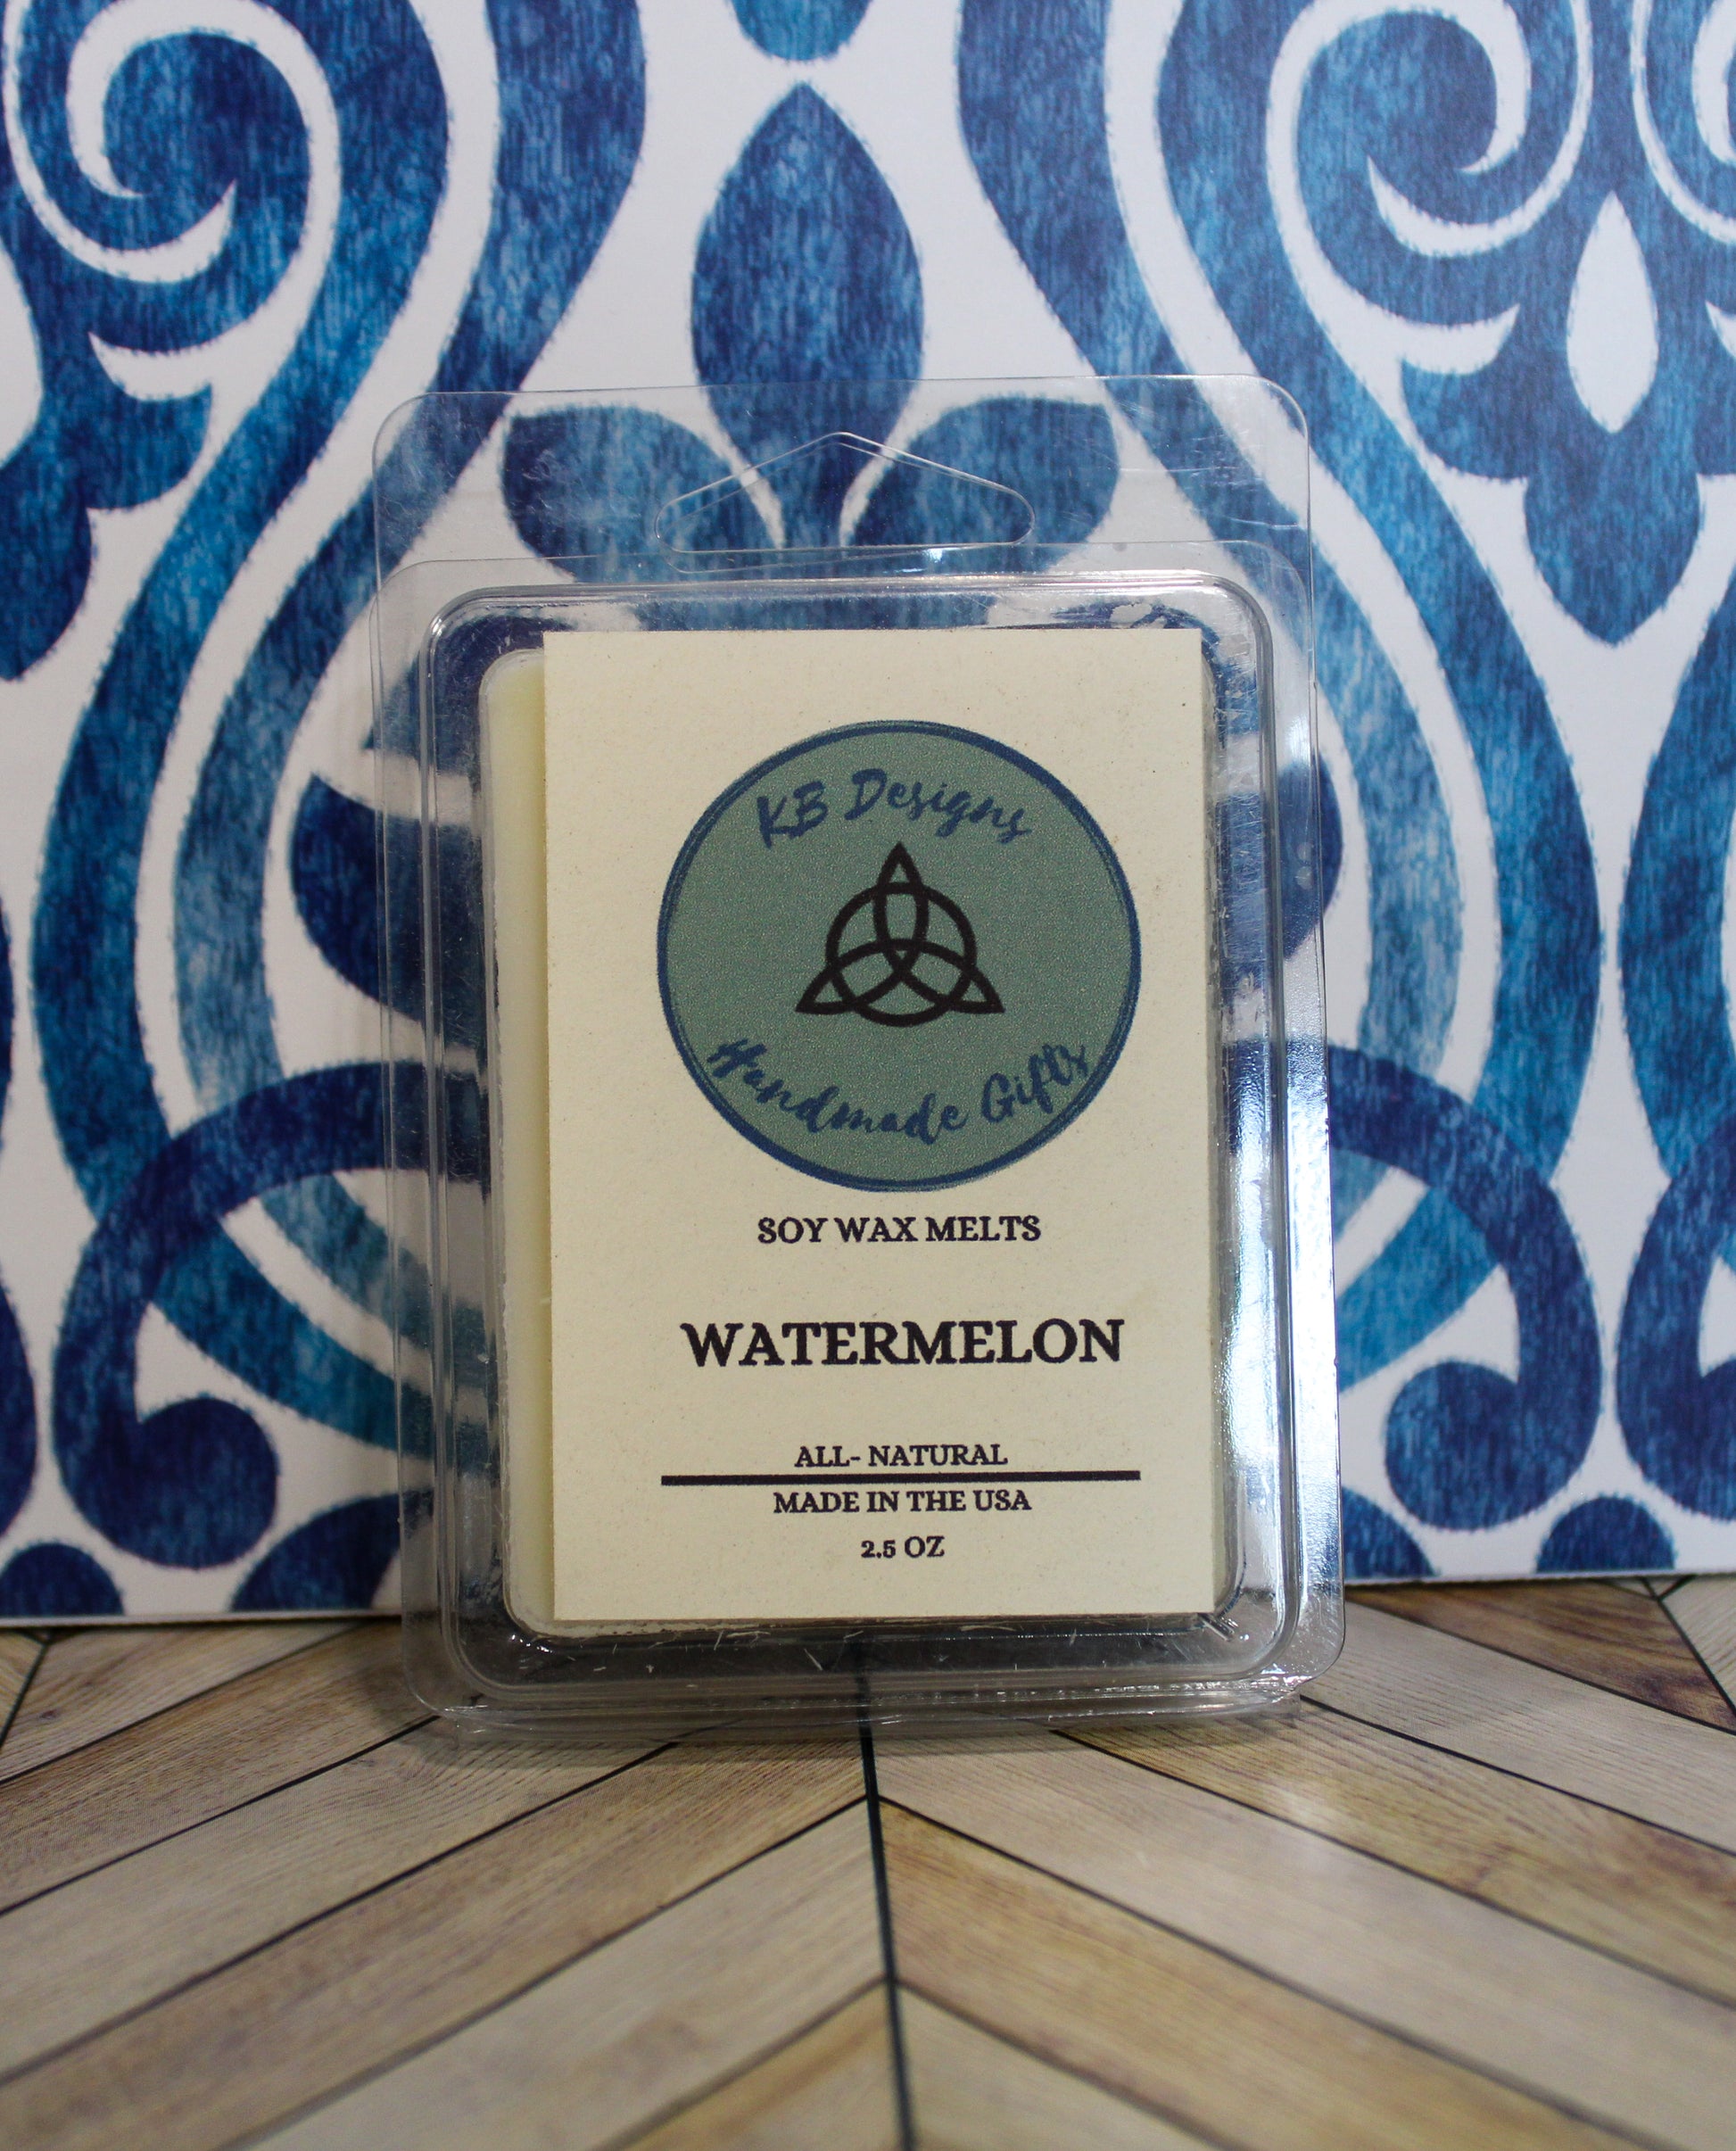 KB Designs
Handmade Gifts
SOY WAX MELTS
WATERMELON
ALL- NATURAL
MADE IN THE USA
2.5 OZ